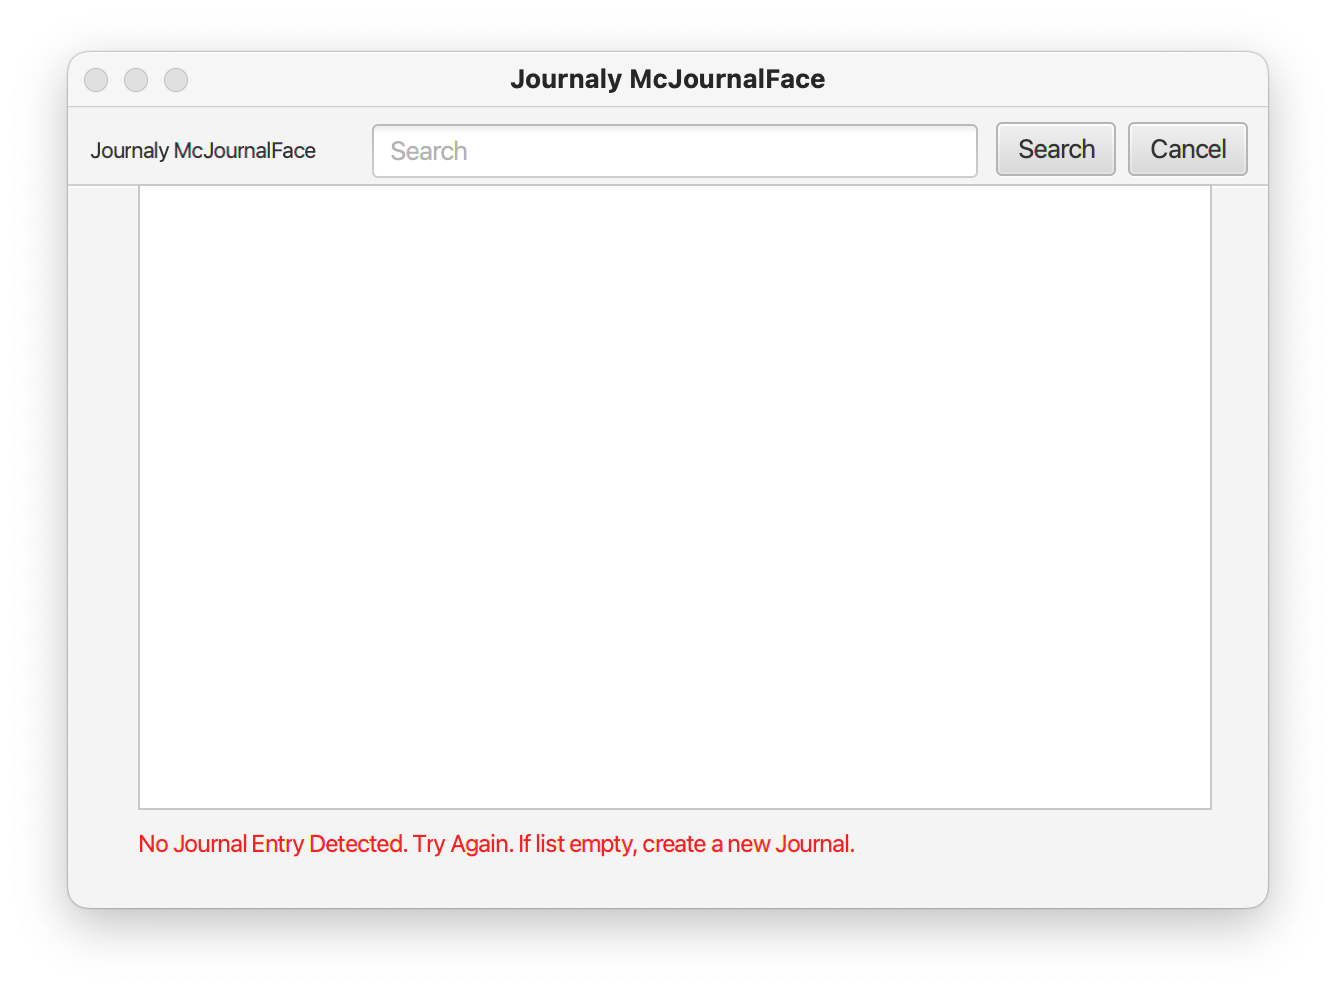 Journaly McJournalFace
Journaly McJournalFace
Search
Search
Cancel
No Journal Entry Detected. Try Again. If list empty, create a new Journal.